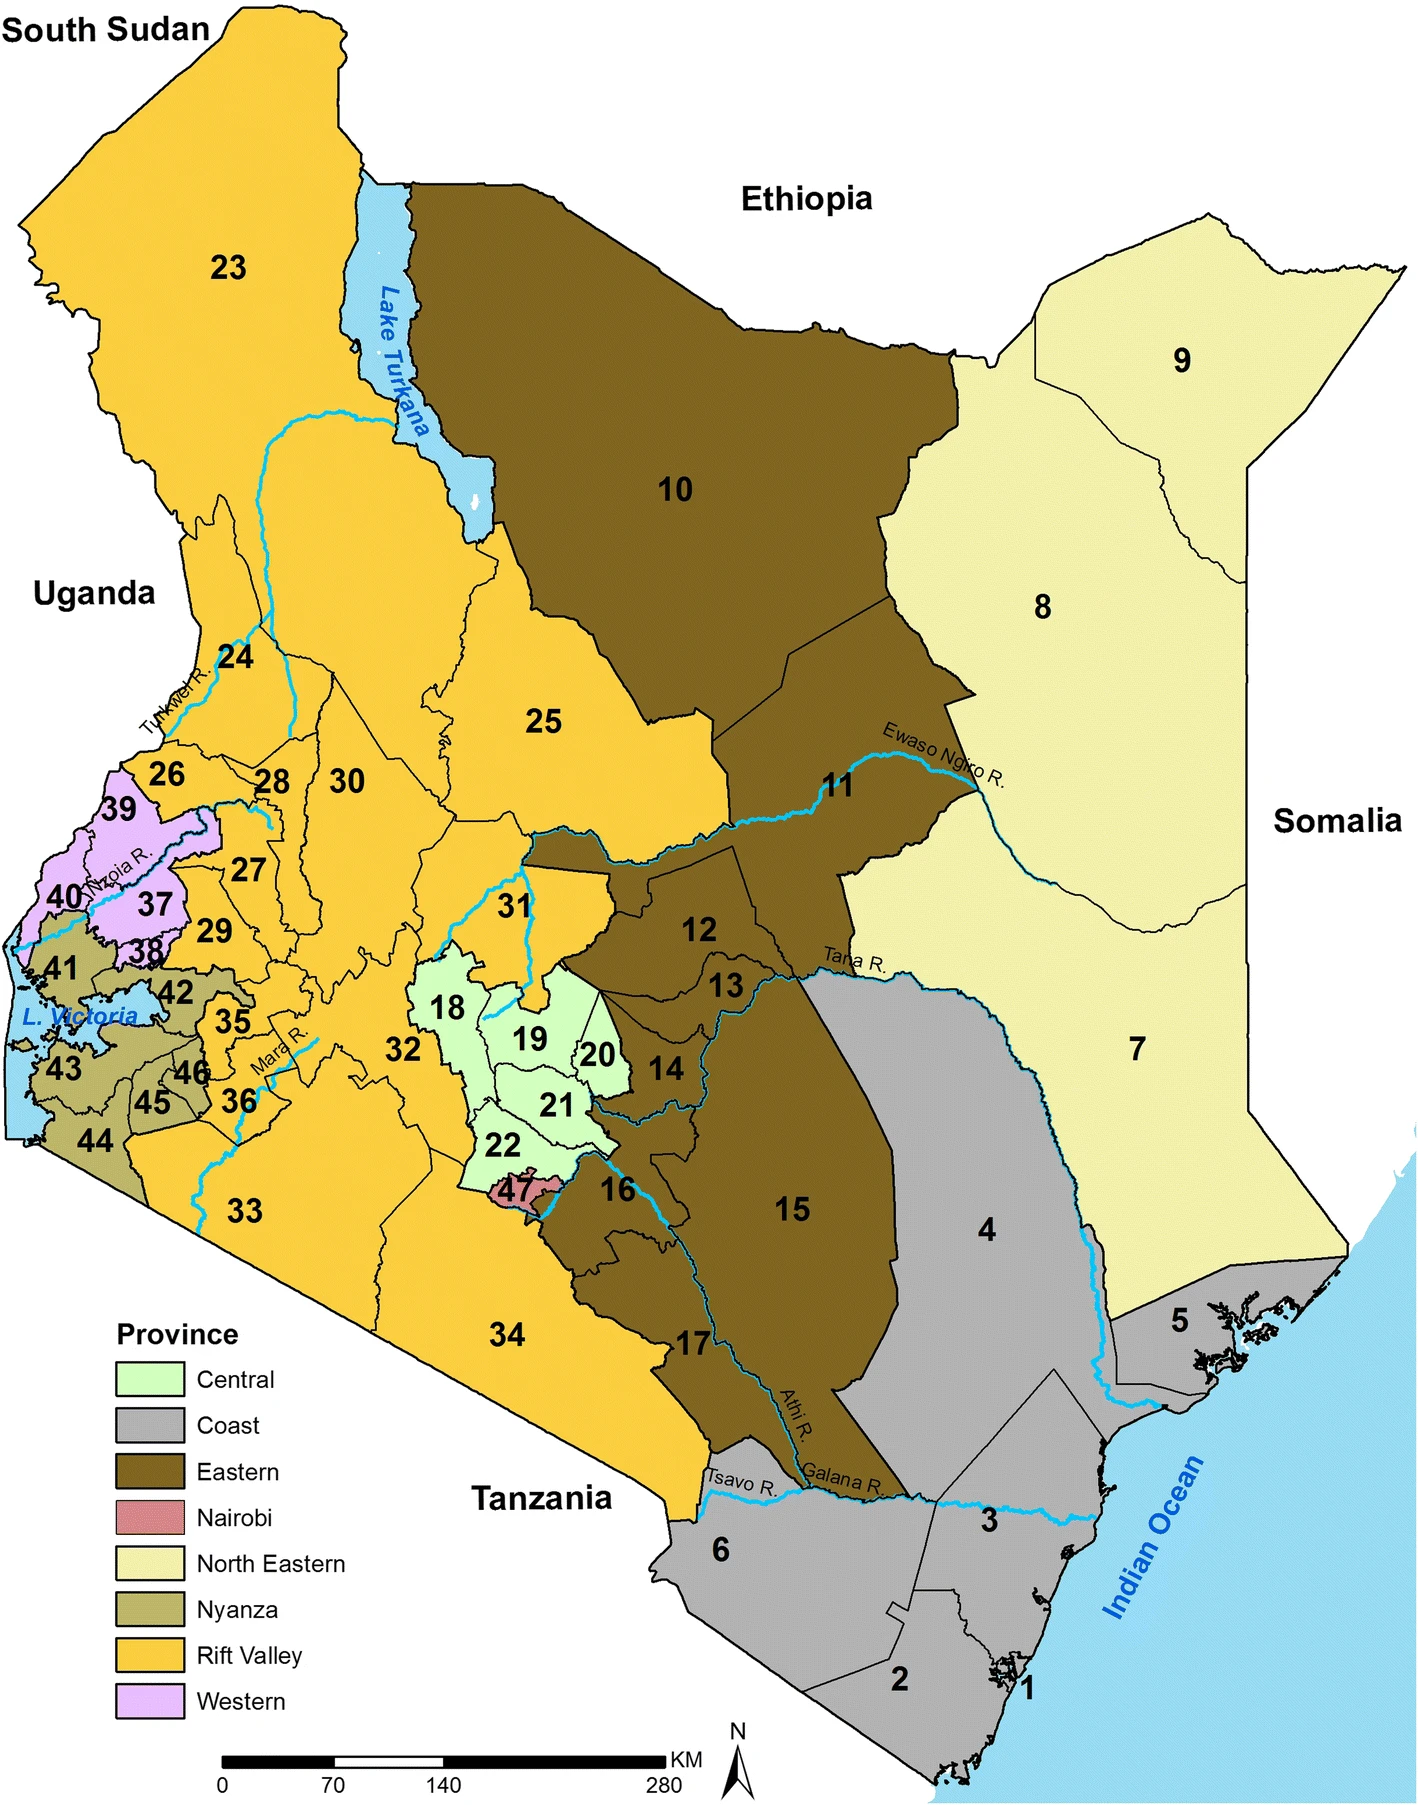 South Sudan
Ethiopia
23
Lake Turkana
9
10
8
Uganda
24
Turkwel R.
25
Ewaso Ngiro R.
11
26
28
30
39
Somalia
Nzoia R.
27
40
37
31
29
12
38
41
Tana R.
13
42
18
L. Victoria
35
19
Mara R.
32
20
7
43
46
14
36
45
21
44
22
47
16
33
15
4
34
17
5
Province
Central
Coast
Eastern
Nairobi
North Eastern
Nyanza
Rift Valley
Western
Athi R.
Tsavo R.
Galana R.
Tanzania
3
6
Indian Ocean
2
1
N
KM
0
70
140
280